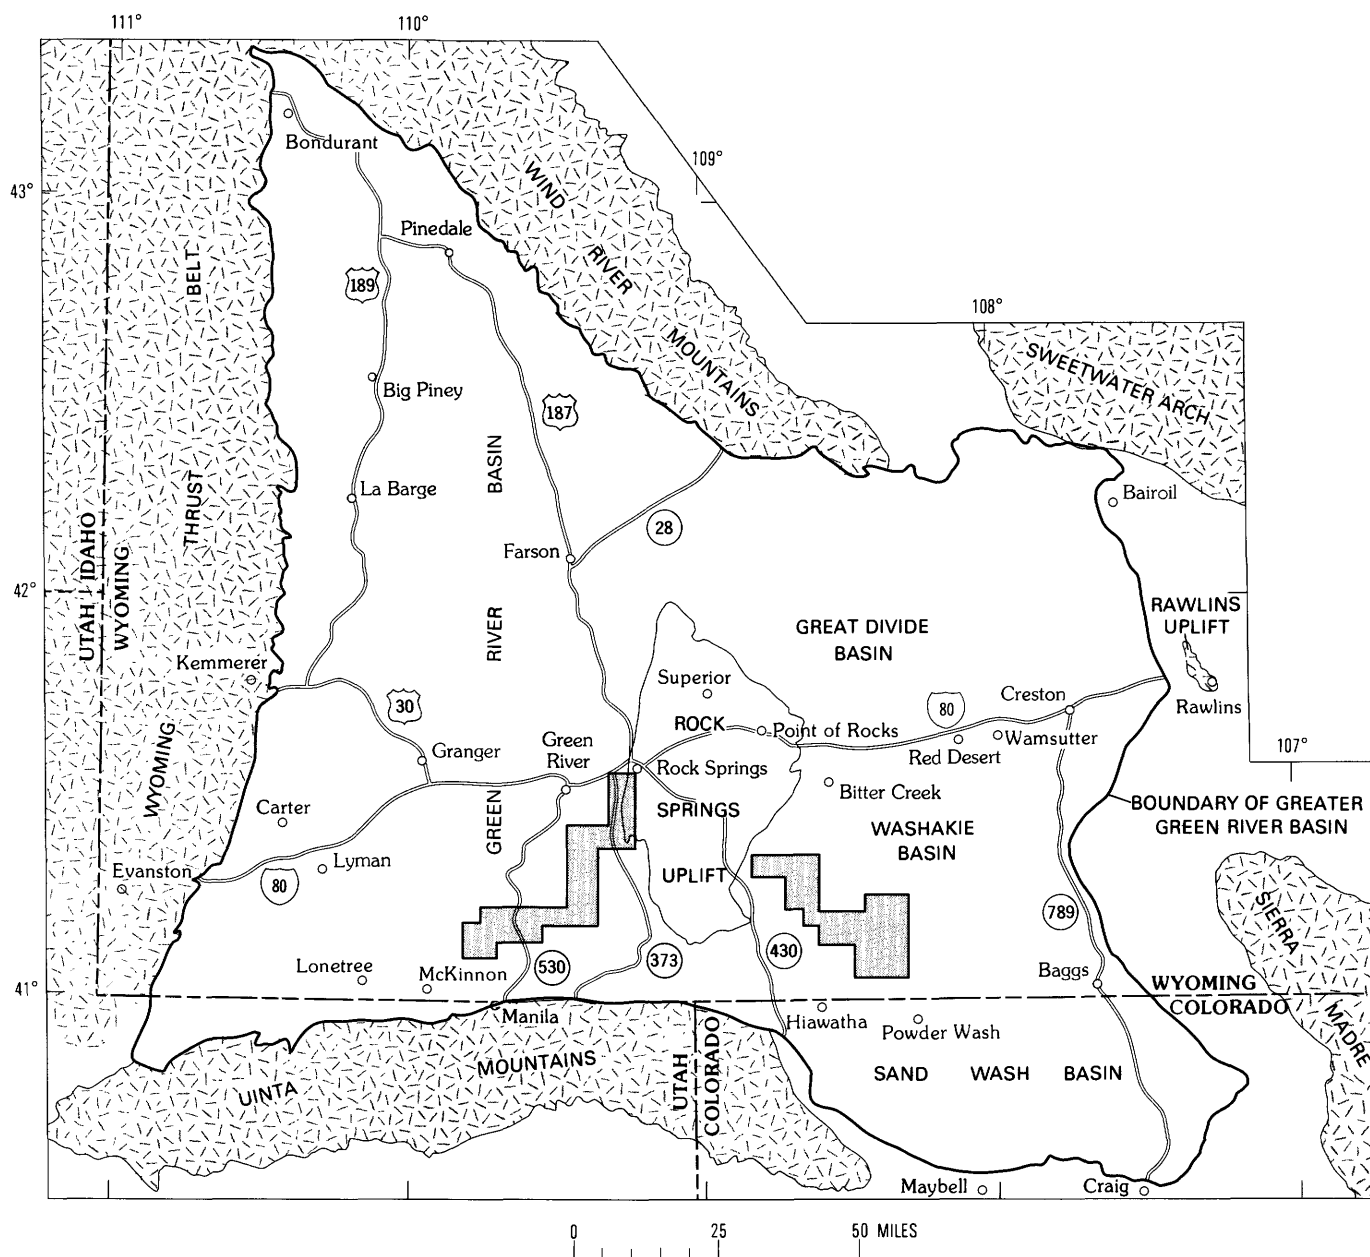 111°
110°
109°
43°
Bondurant
WIND
RIVER
MOUNTAINS
Pinedale
BELT
189
108°
SWEETWATER ARCH
Big Piney
187
BASIN
THRUST
La Barge
Bairoil
28
Farson
UTAH
IDAHO
WYOMING
42°
RAWLINS
UPLIFT
RIVER
GREAT DIVIDE
BASIN
Kemmerer
Superior
Creston
Rawlins
30
80
ROCK
Point of Rocks
WYOMING
Granger
Green
River
Red Desert
Wamsutter
107°
Rock Springs
Bitter Creek
SPRINGS
BOUNDARY OF GREATER
GREEN RIVER BASIN
Carter
GREEN
WASHAKIE
BASIN
Lyman
Evanston
80
UPLIFT
789
SIERRA
MADRE
Lonetree
McKinnon
530
373
430
Baggs
41°
WYOMING
COLORADO
Manila
Hiawatha
Powder Wash
UINTA
MOUNTAINS
UTAH
COLORADO
SAND WASH BASIN
Maybell
Craig
0 25 50 MILES